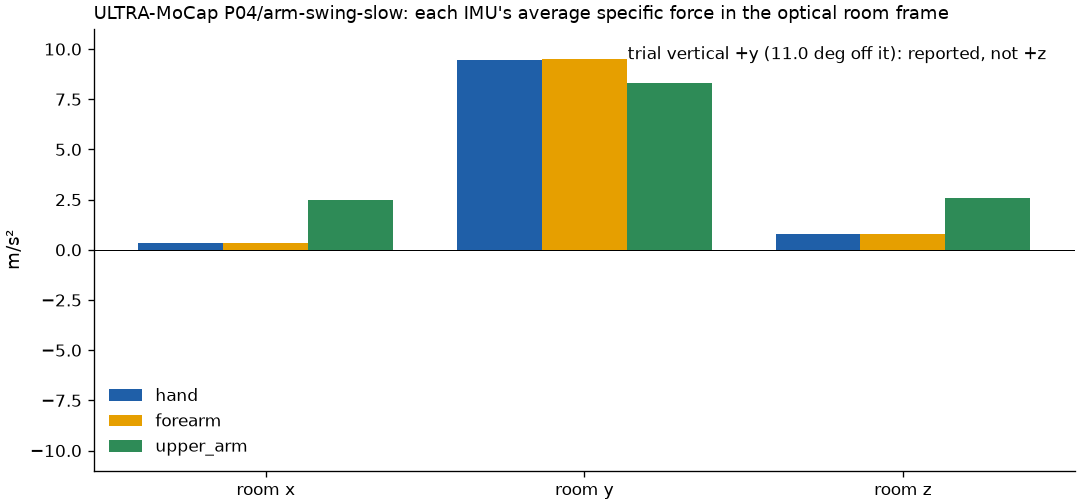 ULTRA-MoCap P04/arm-swing-slow: each IMU's average specific force in the optical room frame
trial vertical +y (11.0 deg off it): reported, not +z
m/s²
10.0
7.5
5.0
2.5
0.0
−2.5
−5.0
−7.5
−10.0
hand
forearm
upper_arm
room x
room y
room z